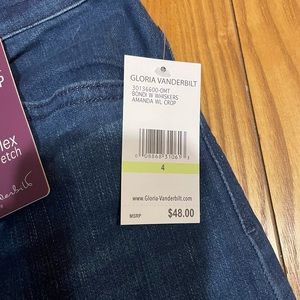 OP
lex
etch
GLORIA VANDERBILT
30136600-0MT
BONDI W WHISKERS
AMANDA WL CROP
4
www.Gloria-Vanderbilt.com
MSRP $48.00